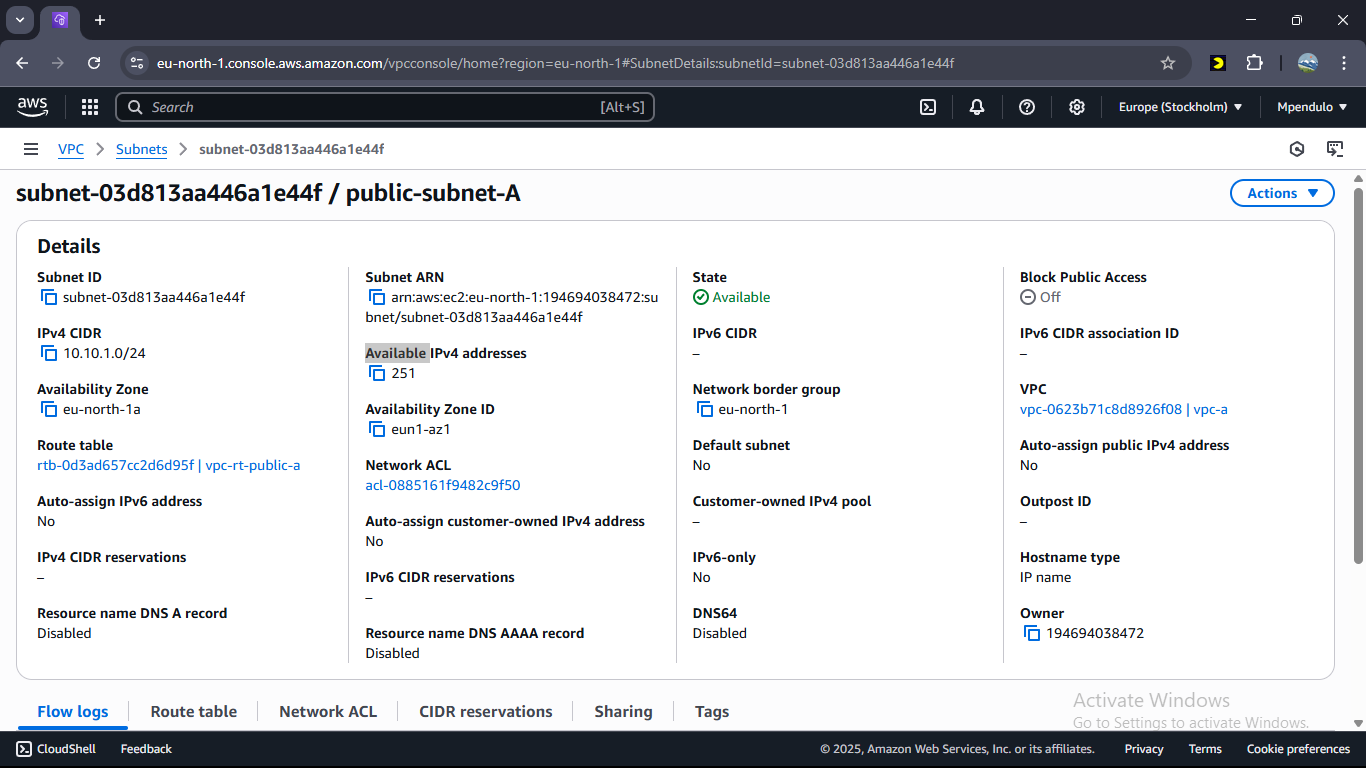 eu-north-1.console.aws.amazon.com/vpcconsole/home?region=eu-north-1#SubnetDetails:subnetId=subnet-03d813aa446a1e44f
aws
Search [Alt+S]
Europe (Stockholm)
Mpendulo
VPC
Subnets
subnet-03d813aa446a1e44f
subnet-03d813aa446a1e44f / public-subnet-A
Actions
Details
Subnet ID
subnet-03d813aa446a1e44f
IPv4 CIDR
10.10.1.0/24
Availability Zone
eu-north-1a
Route table
rtb-0d3ad657cc2d6d95f | vpc-rt-public-a
Auto-assign IPv6 address
No
IPv4 CIDR reservations
–
Resource name DNS A record
Disabled
Subnet ARN
arn:aws:ec2:eu-north-1:194694038472:su
bnet/subnet-03d813aa446a1e44f
Available IPv4 addresses
251
Availability Zone ID
eun1-az1
Network ACL
acl-0885161f9482c9f50
Auto-assign customer-owned IPv4 address
No
IPv6 CIDR reservations
–
Resource name DNS AAAA record
Disabled
State
Available
IPv6 CIDR
–
Network border group
eu-north-1
Default subnet
No
Customer-owned IPv4 pool
–
IPv6-only
No
DNS64
Disabled
Block Public Access
Off
IPv6 CIDR association ID
–
VPC
vpc-0623b71c8d8926f08 | vpc-a
Auto-assign public IPv4 address
No
Outpost ID
–
Hostname type
IP name
Owner
194694038472
Flow logs
Route table
Network ACL
CIDR reservations
Sharing
Tags
Activate Windows
Go to Settings to activate Windows.
CloudShell
Feedback
© 2025, Amazon Web Services, Inc. or its affiliates.
Privacy
Terms
Cookie preferences